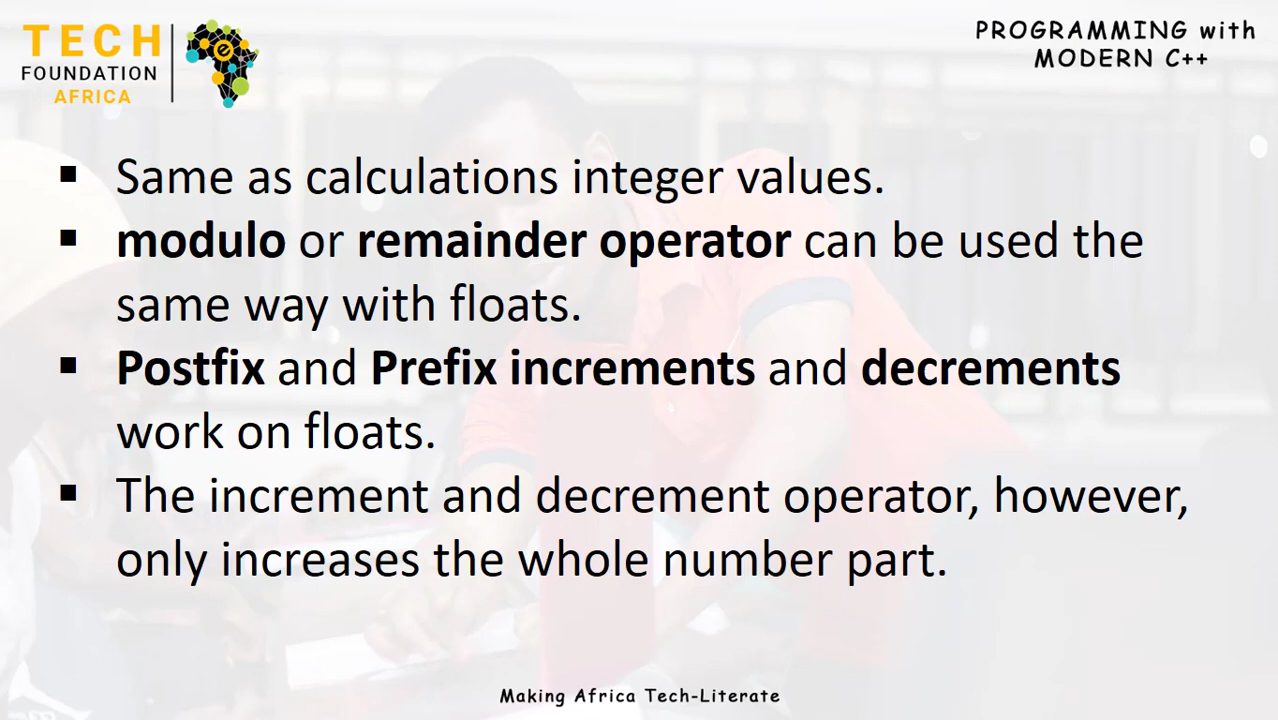 TECH
FOUNDATION
AFRICA
e
PROGRAMMING with
MODERN C++
▪ Same as calculations integer values.
▪ modulo or remainder operator can be used the
same way with floats.
▪ Postfix and Prefix increments and decrements
work on floats.
▪ The increment and decrement operator, however,
only increases the whole number part.
Making Africa Tech-Literate